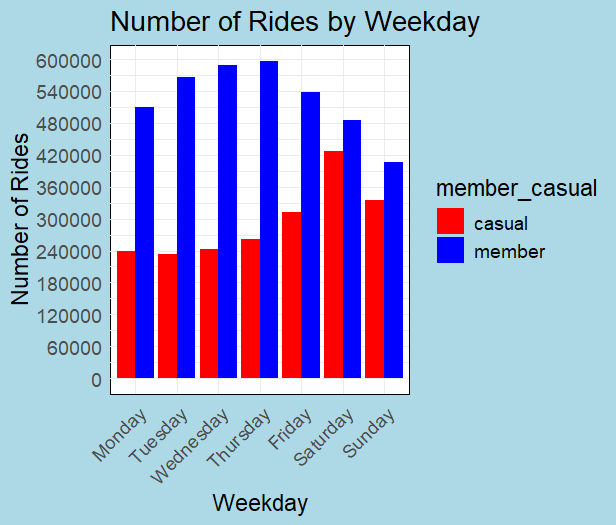 Number of Rides by Weekday
Number of Rides
600000
540000
480000
420000
360000
300000
240000
180000
120000
60000
0
Monday
Tuesday
Wednesday
Thursday
Friday
Saturday
Sunday
Weekday
member_casual
casual
member